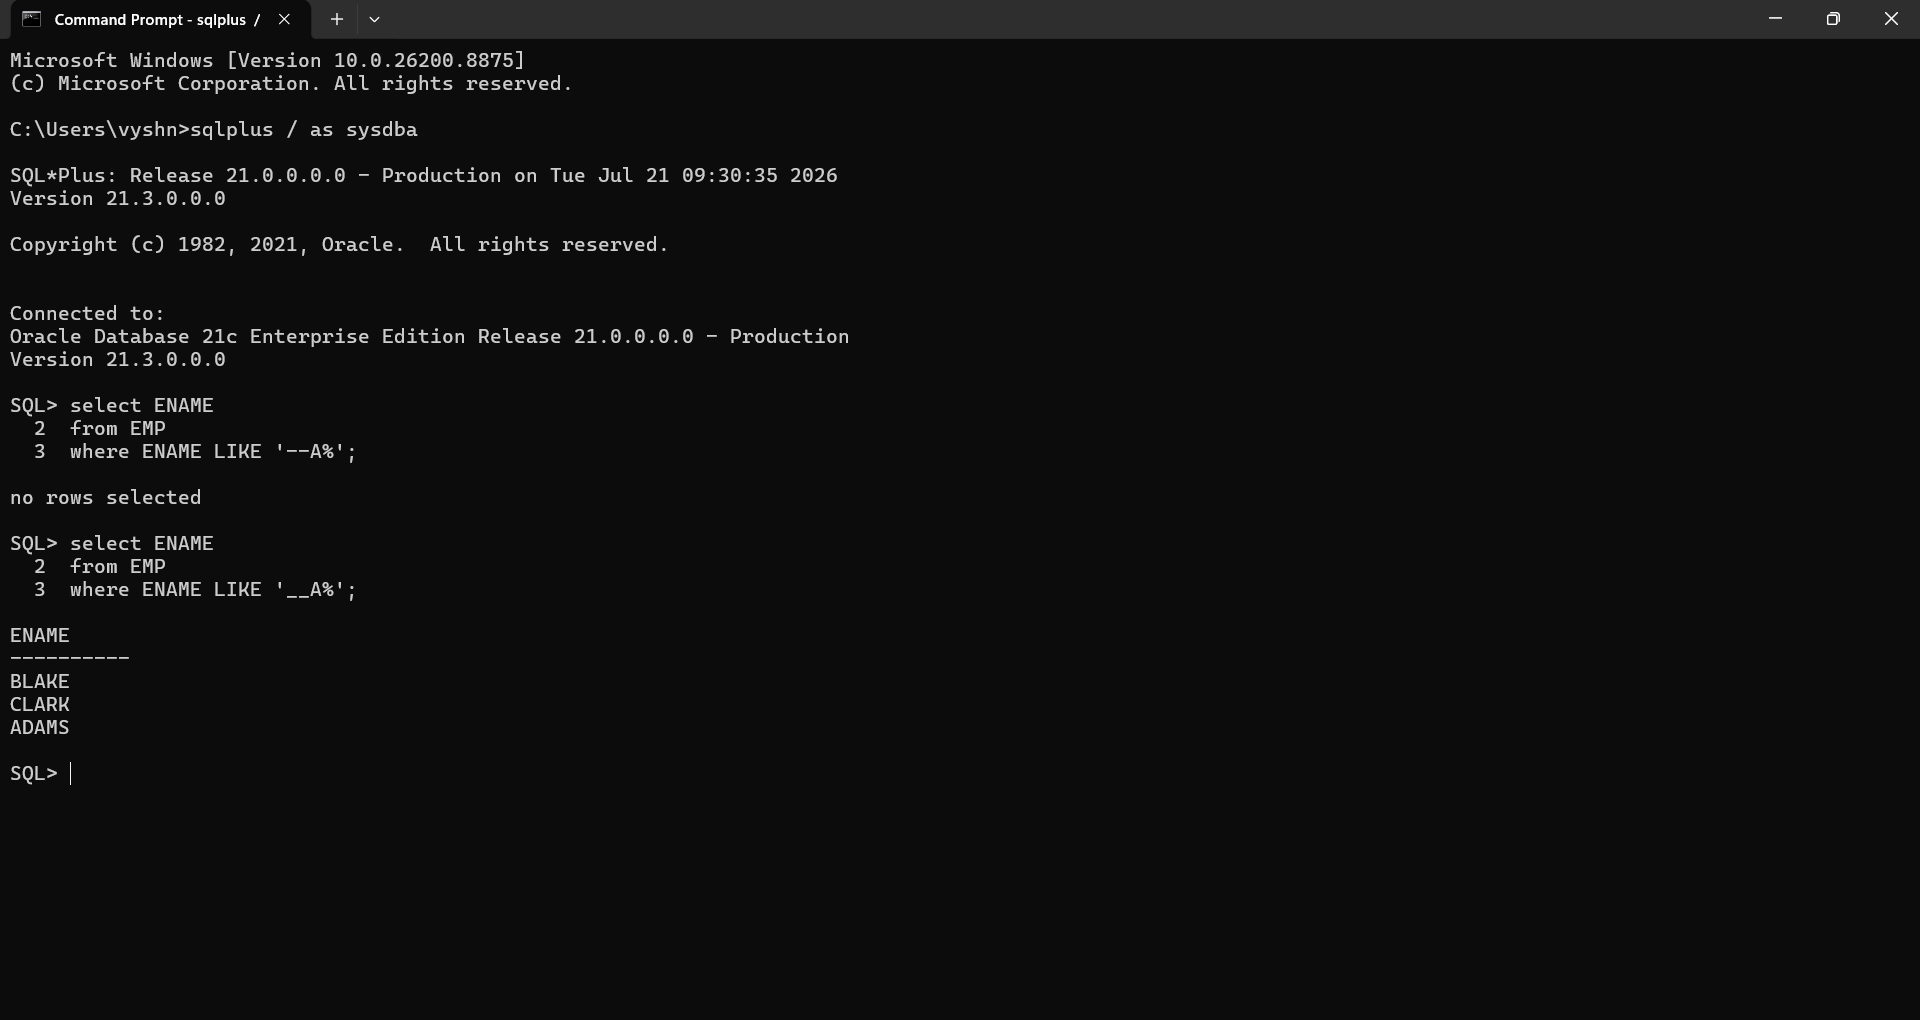 Command Prompt - sqlplus /
Microsoft Windows [Version 10.0.26200.8875]
(c) Microsoft Corporation. All rights reserved.
C:\Users\vyshn>sqlplus / as sysdba
SQL*Plus: Release 21.0.0.0.0 - Production on Tue Jul 21 09:30:35 2026
Version 21.3.0.0.0
Copyright (c) 1982, 2021, Oracle.  All rights reserved.
Connected to:
Oracle Database 21c Enterprise Edition Release 21.0.0.0.0 - Production
Version 21.3.0.0.0
SQL> select ENAME
  2  from EMP
  3  where ENAME LIKE '--A%';
no rows selected
SQL> select ENAME
  2  from EMP
  3  where ENAME LIKE '__A%';
ENAME
----------
BLAKE
CLARK
ADAMS
SQL>